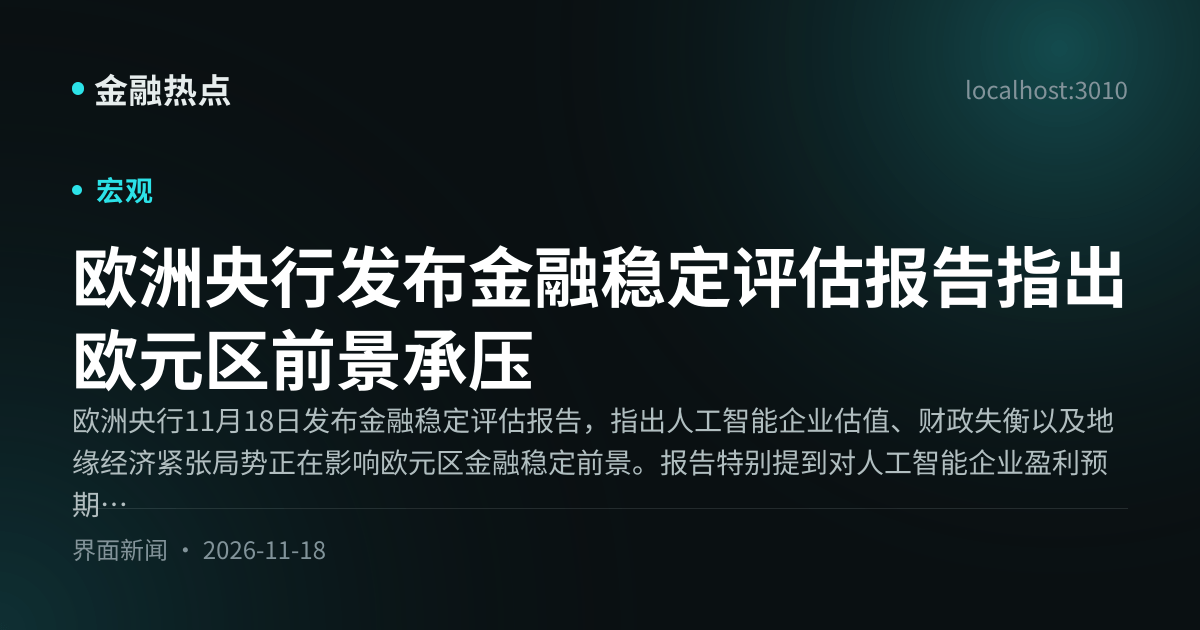 金融热点
localhost:3010
宏观
欧洲央行发布金融稳定评估报告指出
欧元区前景承压
欧洲央行11月18日发布金融稳定评估报告，指出人工智能企业估值、财政失衡以及地
缘经济紧张局势正在影响欧元区金融稳定前景。报告特别提到对人工智能企业盈利预
期…
界面新闻 • 2026-11-18